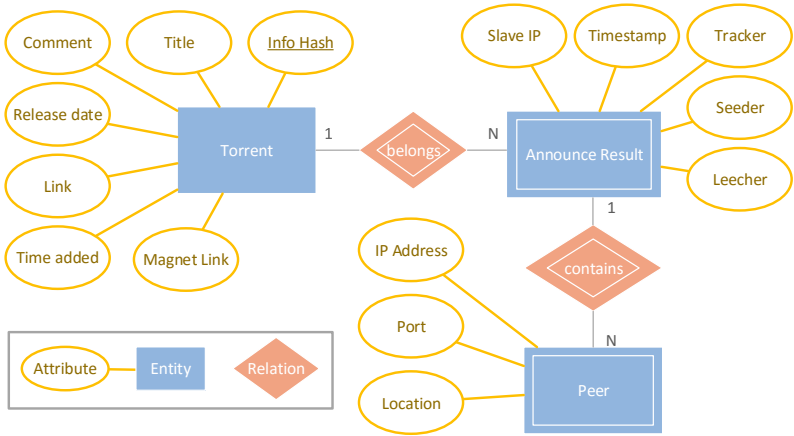 Comment
Title
Info Hash
Slave IP
Timestamp
Tracker
Release date
Seeder
Torrent
1
belongs
N
Announce Result
Link
Leecher
1
Time added
Magnet Link
IP Address
contains
Port
N
Attribute
Entity
Relation
Location
Peer